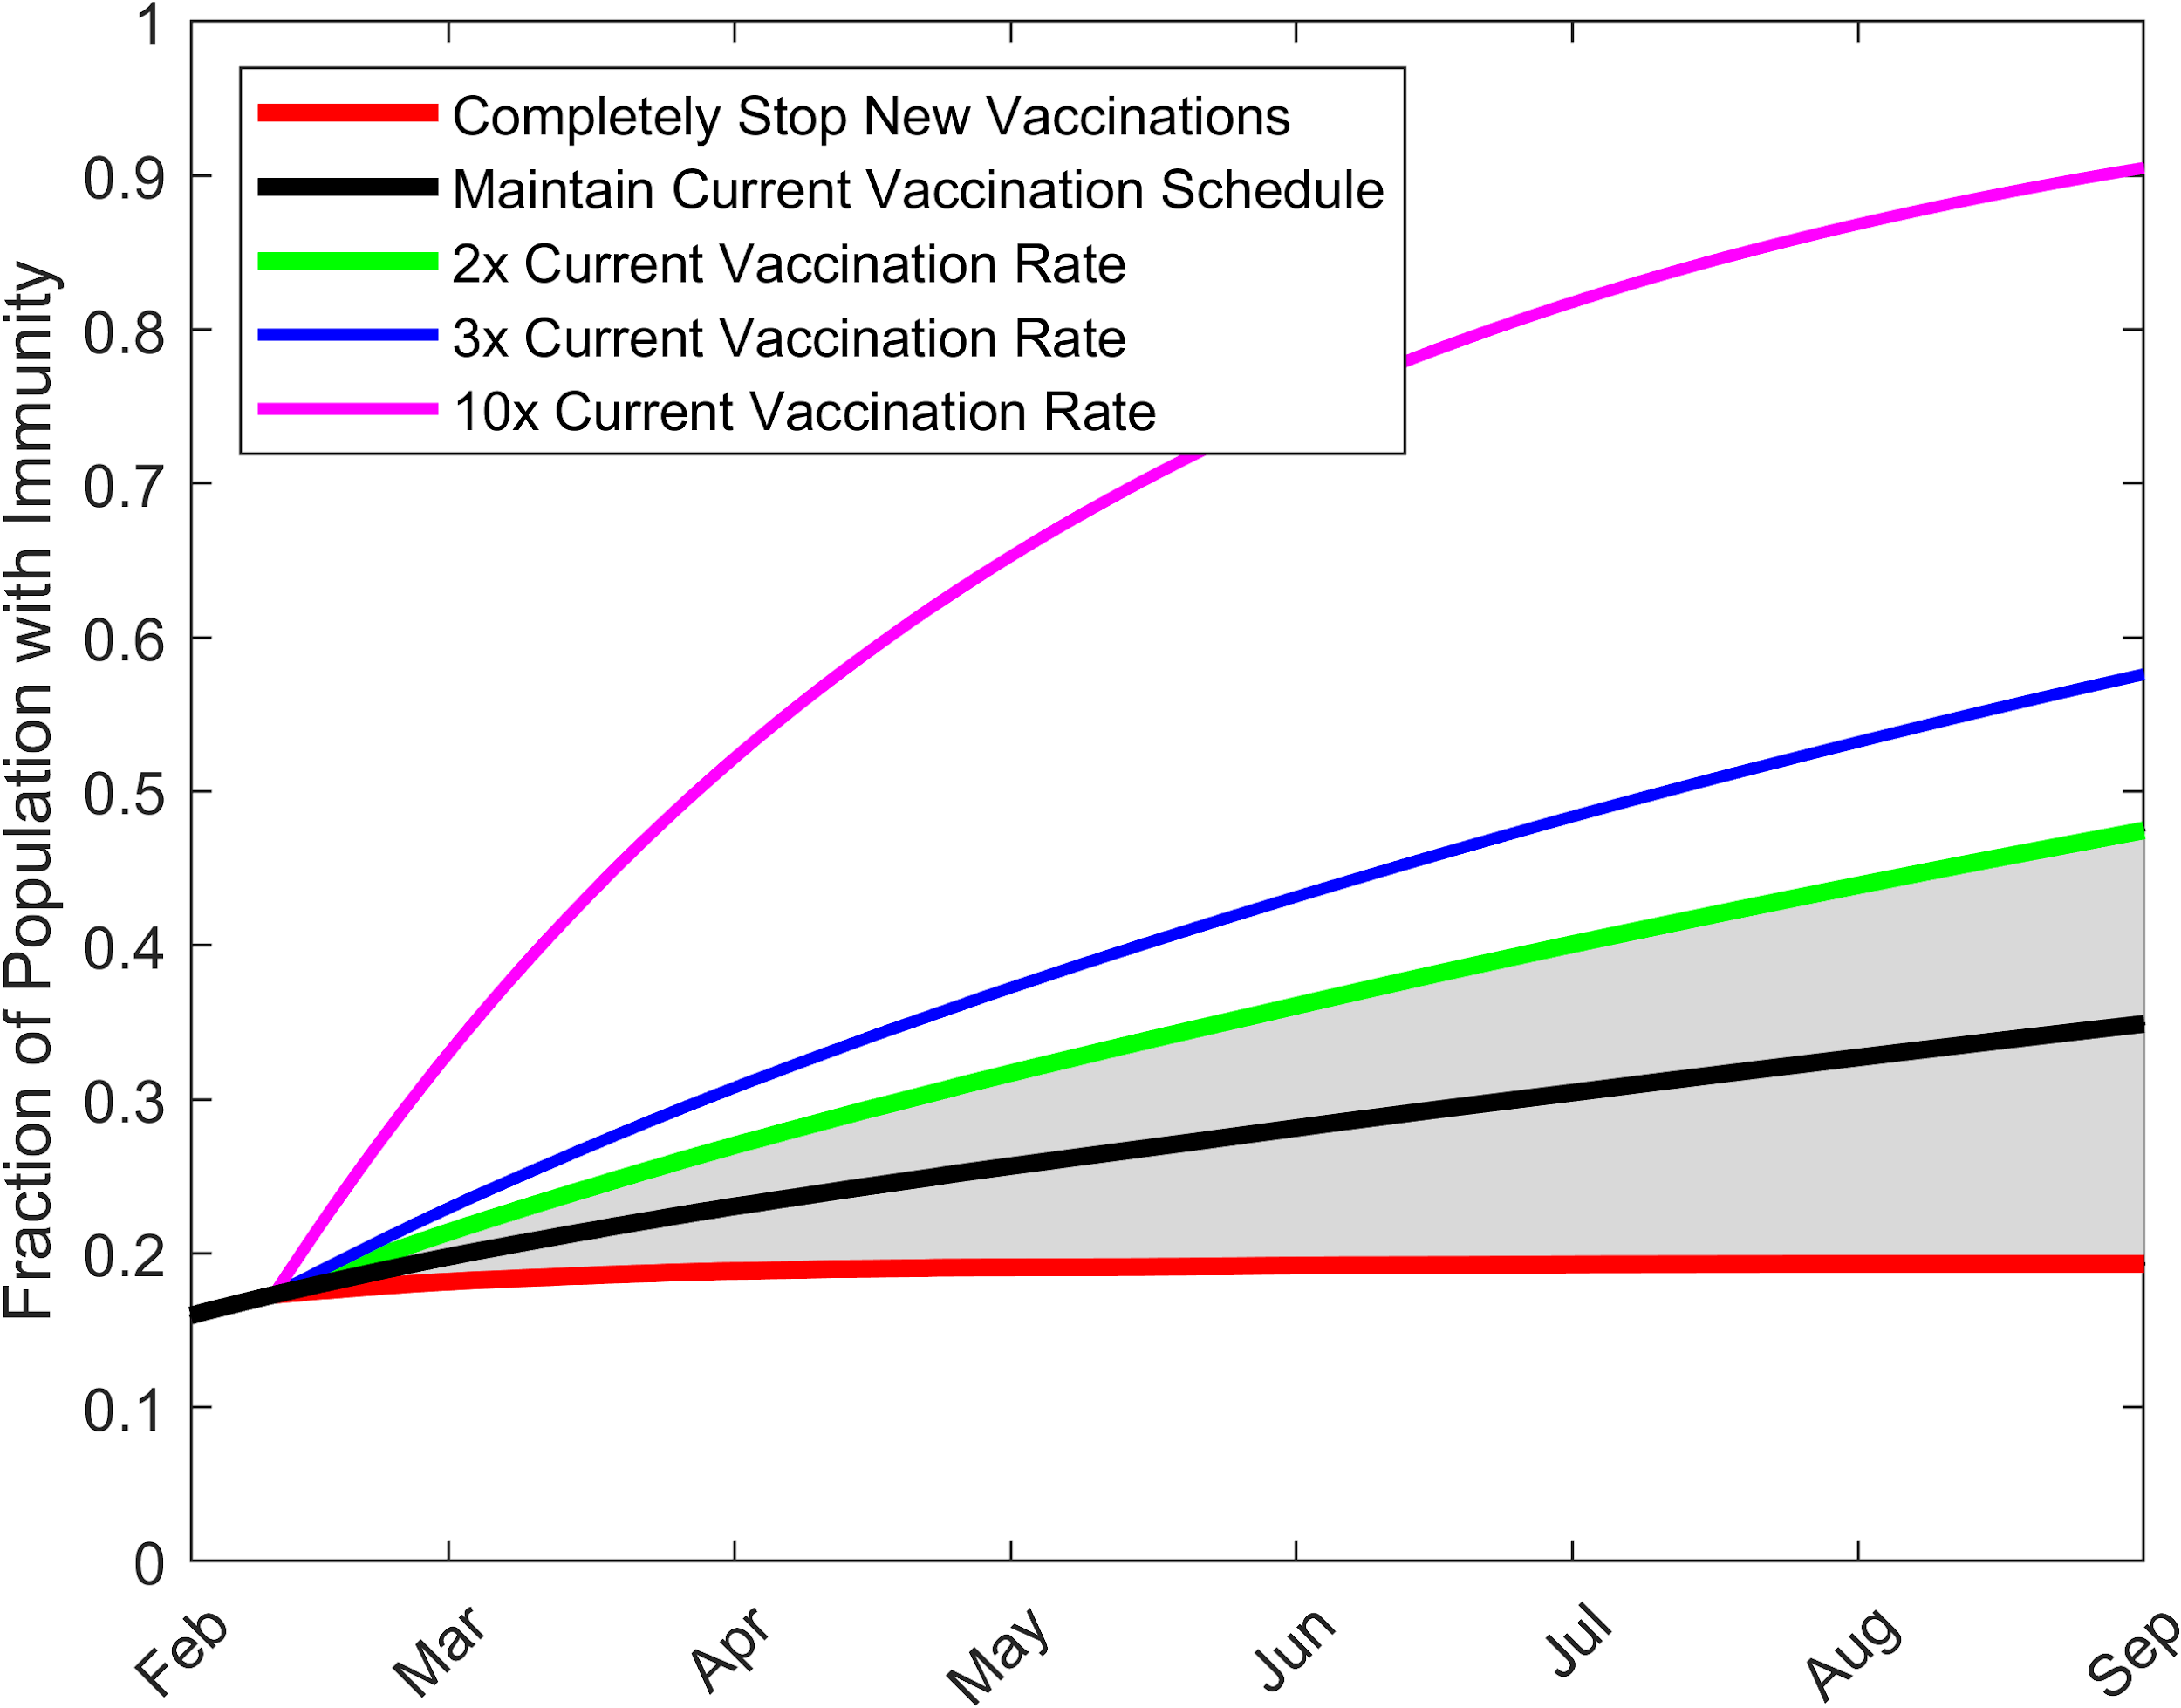 Fraction of Population with Immunity
1
0.9
0.8
0.7
0.6
0.5
0.4
0.3
0.2
0.1
0
Completely Stop New Vaccinations
Maintain Current Vaccination Schedule
2x Current Vaccination Rate
3x Current Vaccination Rate
10x Current Vaccination Rate
Feb Mar Apr May Jun Jul Aug Sep